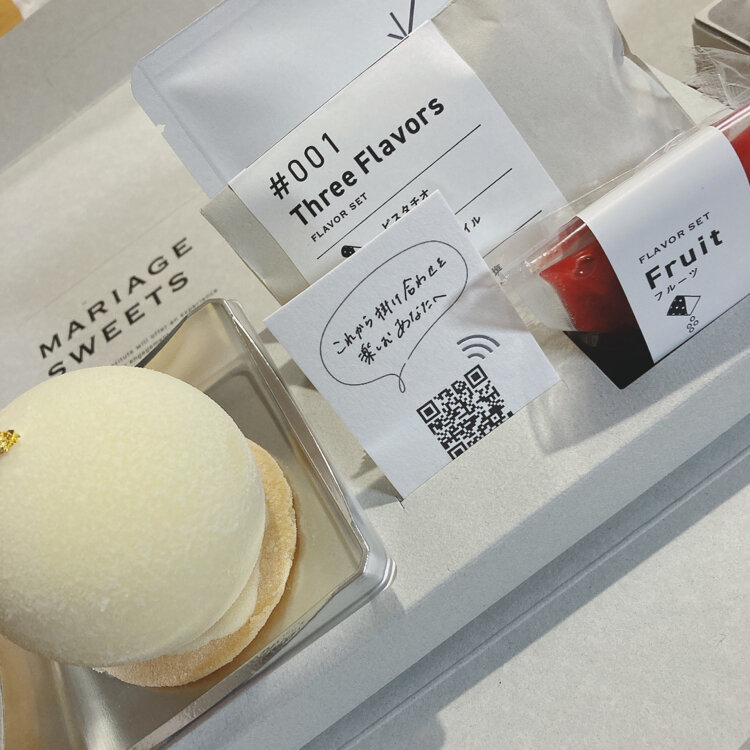 #001
Three Flavors
FLAVOR SET
ピスタチオ
イル
MARIAGE
SWEETS
FLAVOR SET
Fruit
フルーツ
これから掛け合わせを
楽しむあなたへ